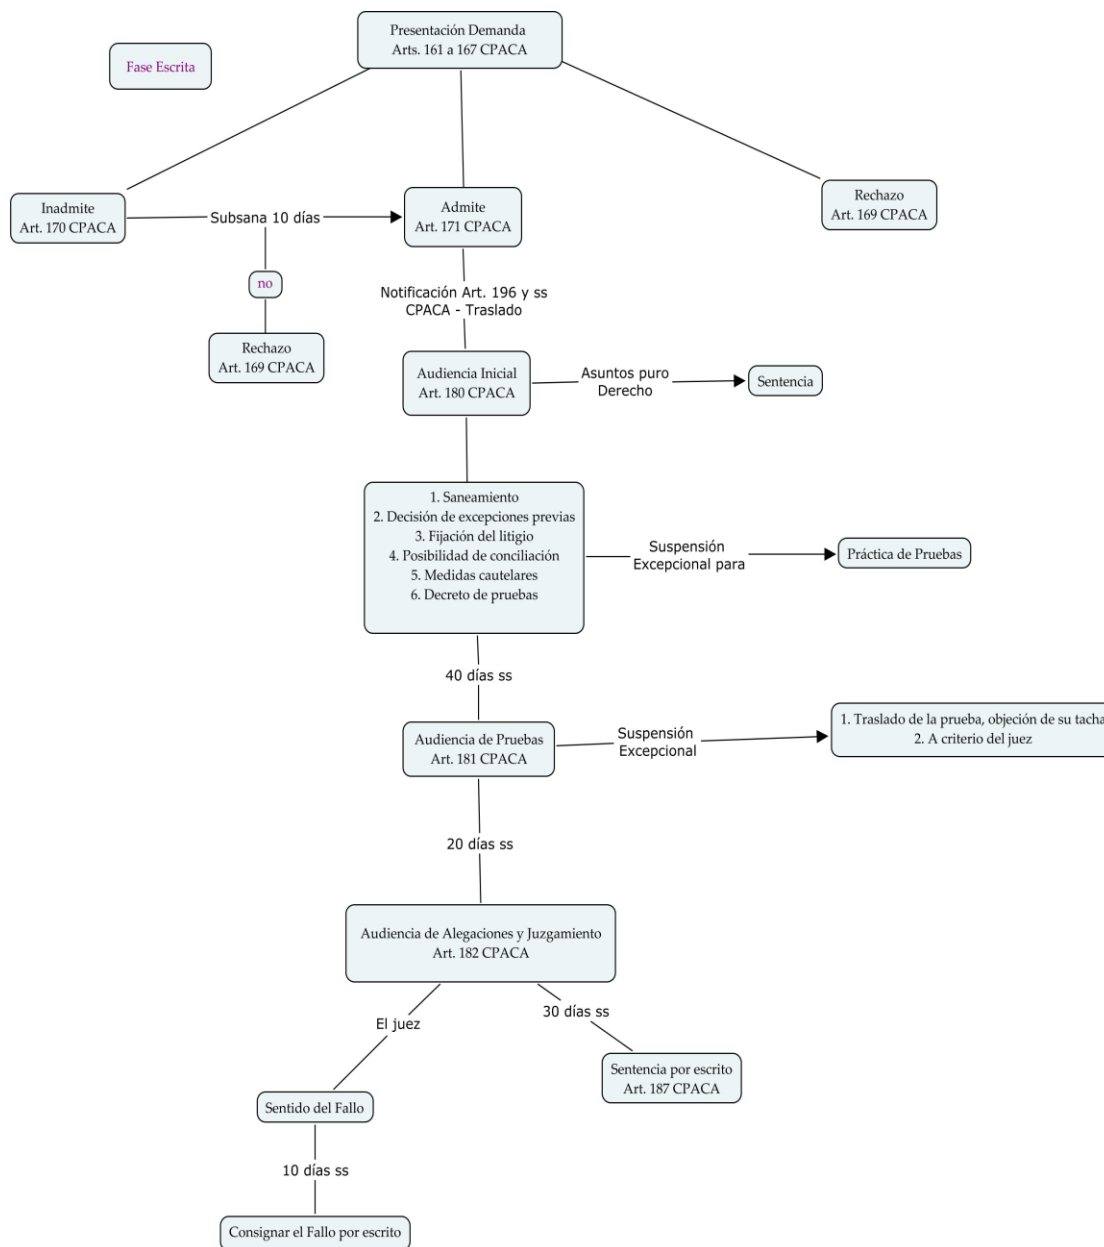 Presentación Demanda
Arts. 161 a 167 CPACA
Fase Escrita
Inadmite
Art. 170 CPACA
Subsana 10 días
Admite
Art. 171 CPACA
Rechazo
Art. 169 CPACA
no
Rechazo
Art. 169 CPACA
Notificación Art. 196 y ss
CPACA - Traslado
Audiencia Inicial
Art. 180 CPACA
Asuntos puro
Derecho
Sentencia
1. Saneamiento
2. Decisión de excepciones previas
3. Fijación del litigio
4. Posibilidad de conciliación
5. Medidas cautelares
6. Decreto de pruebas
Suspensión
Excepcional para
Práctica de Pruebas
40 días ss
Audiencia de Pruebas
Art. 181 CPACA
Suspensión
Excepcional
1. Traslado de la prueba, objeción de su tacha
2. A criterio del juez
20 días ss
Audiencia de Alegaciones y Juzgamiento
Art. 182 CPACA
El juez
30 días ss
Sentencia por escrito
Art. 187 CPACA
Sentido del Fallo
10 días ss
Consignar el Fallo por escrito